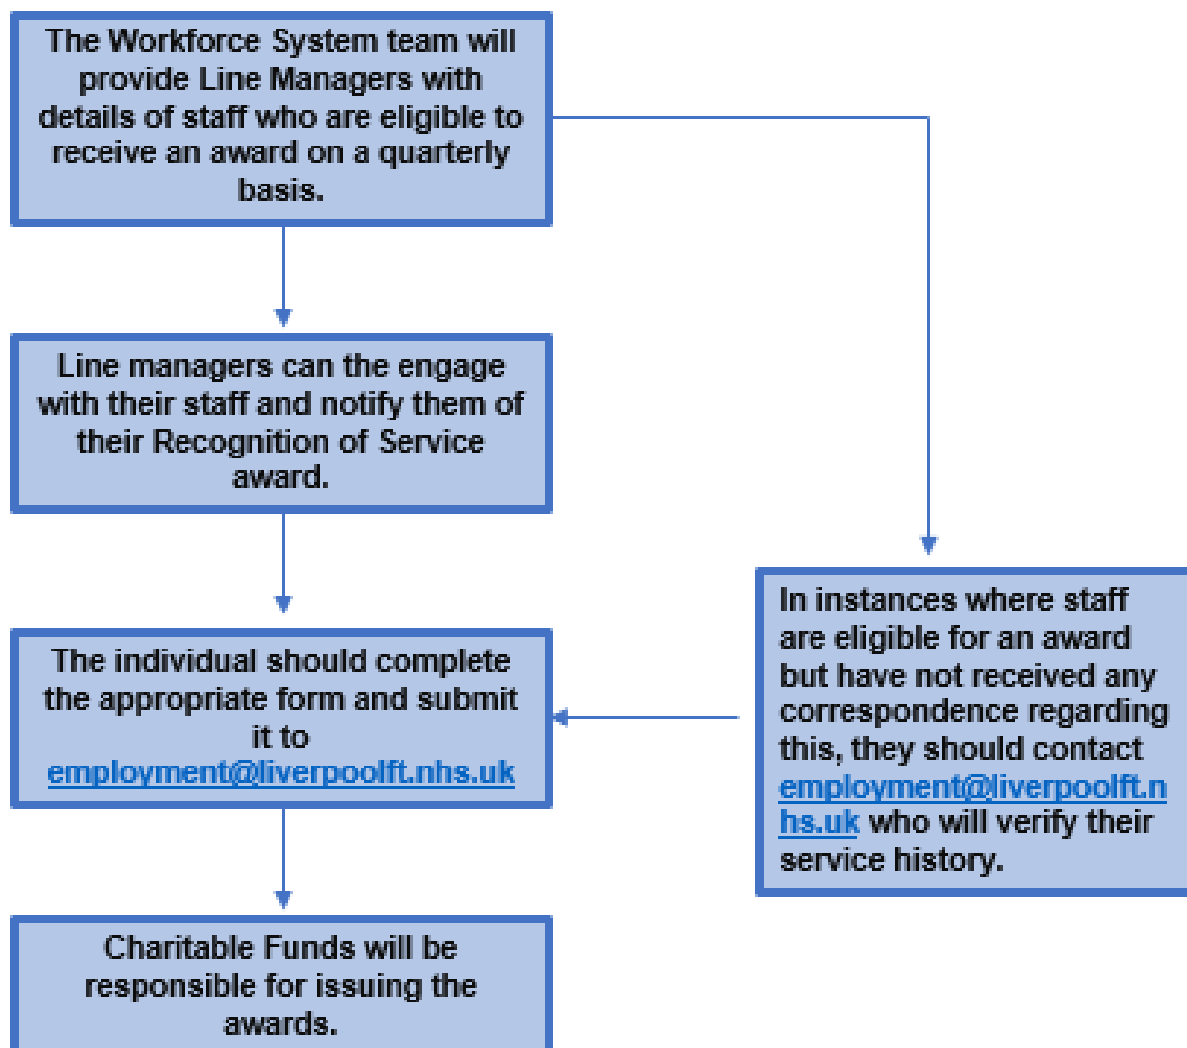 The Workforce System team will
provide Line Managers with
details of staff who are eligible to
receive an award on a quarterly
basis.
Line managers can the engage
with their staff and notify them of
their Recognition of Service
award.
The individual should complete
the appropriate form and submit
it to
employment@liverpoolft.nhs.uk
In instances where staff
are eligible for an award
but have not received any
correspondence regarding
this, they should contact
employment@liverpoolft.n
hs.uk who will verify their
service history.
Charitable Funds will be
responsible for issuing the
awards.